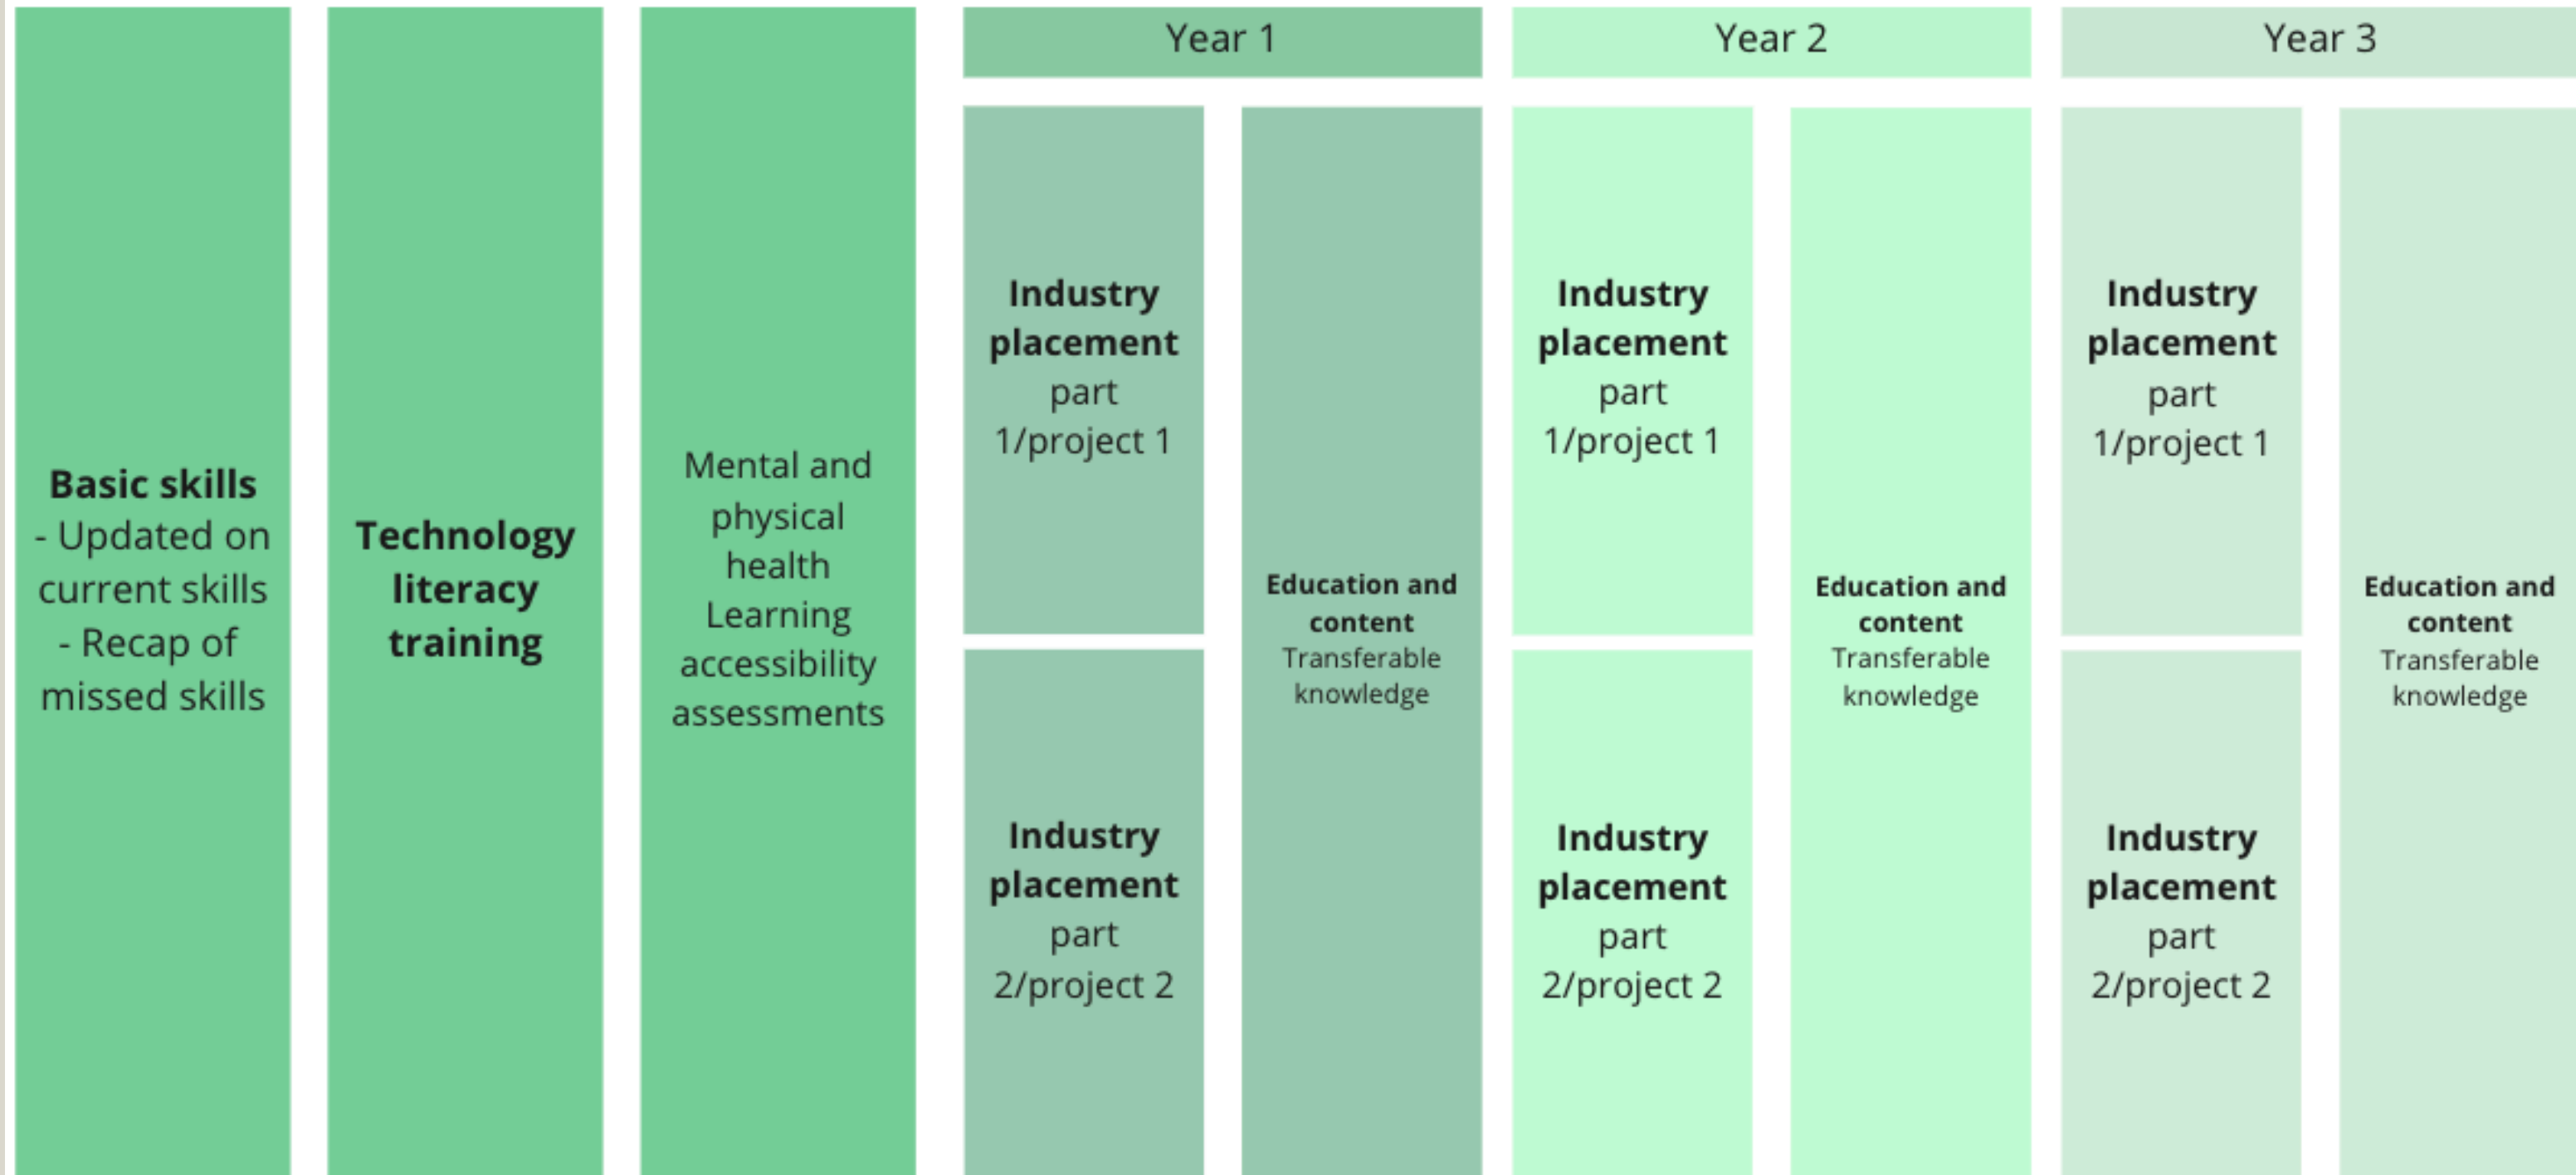 Basic skills
- Updated on
current skills
- Recap of
missed skills
Technology
literacy
training
Mental and
physical
health
Learning
accessibility
assessments
Year 1
Industry
placement
part
1/project 1
Industry
placement
part
2/project 2
Education and
content
Transferable
knowledge
Year 2
Industry
placement
part
1/project 1
Industry
placement
part
2/project 2
Education and
content
Transferable
knowledge
Year 3
Industry
placement
part
1/project 1
Industry
placement
part
2/project 2
Education and
content
Transferable
knowledge